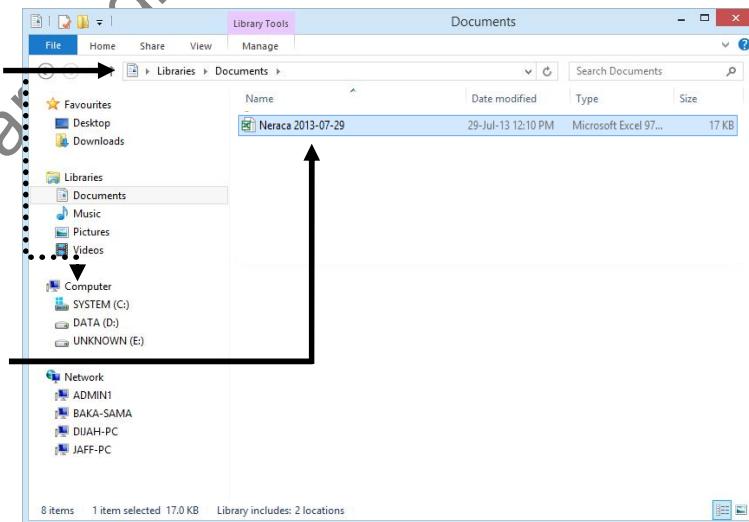 Library Tools
Documents
File Home Share View Manage
Libraries Documents
Search Documents
Name Date modified Type Size
Neraca 2013-07-29 29-Jul-13 12:10 PM Microsoft Excel 97... 17 KB
Favourites
Desktop
Downloads
Libraries
Documents
Music
Pictures
Videos
Computer
SYSTEM (C:)
DATA (D:)
UNKNOWN (E:)
Network
ADMIN1
BAKA-SAMA
DIJAH-PC
JAFF-PC
8 items 1 item selected 17.0 KB Library includes: 2 locations